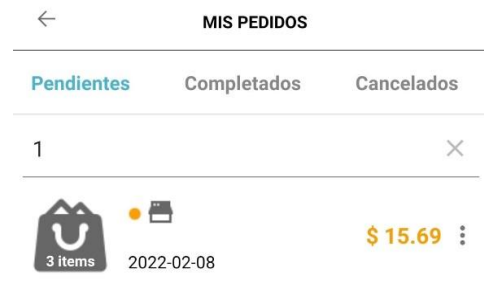 MIS PEDIDOS
Pendientes Completados Cancelados
1
$ 15.69
3 items 2022-02-08